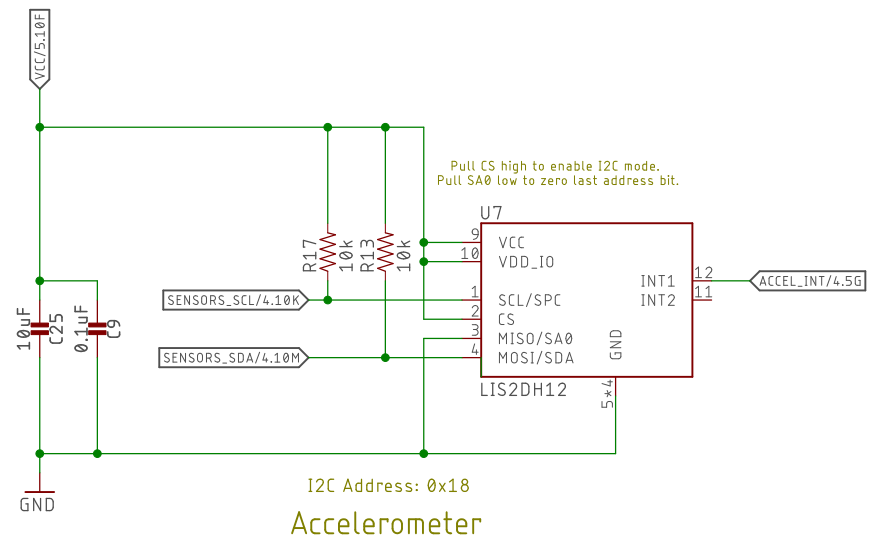 VCC/5.10F
Pull CS high to enable I2C mode.
Pull SA0 low to zero last address bit.
U7
9 VCC
10 VDD_IO
R17
10k
R13
10k
INT1 12
ACCEL_INT/4.5G
INT2 11
SENSORS_SCL/4.10K
1 SCL/SPC
2 CS
3 MISO/SA0
SENSORS_SDA/4.10M
4 MOSI/SDA
GND
5*4
LIS2DH12
10uF
C25
0.1uF
C9
GND
I2C Address: 0x18
Accelerometer